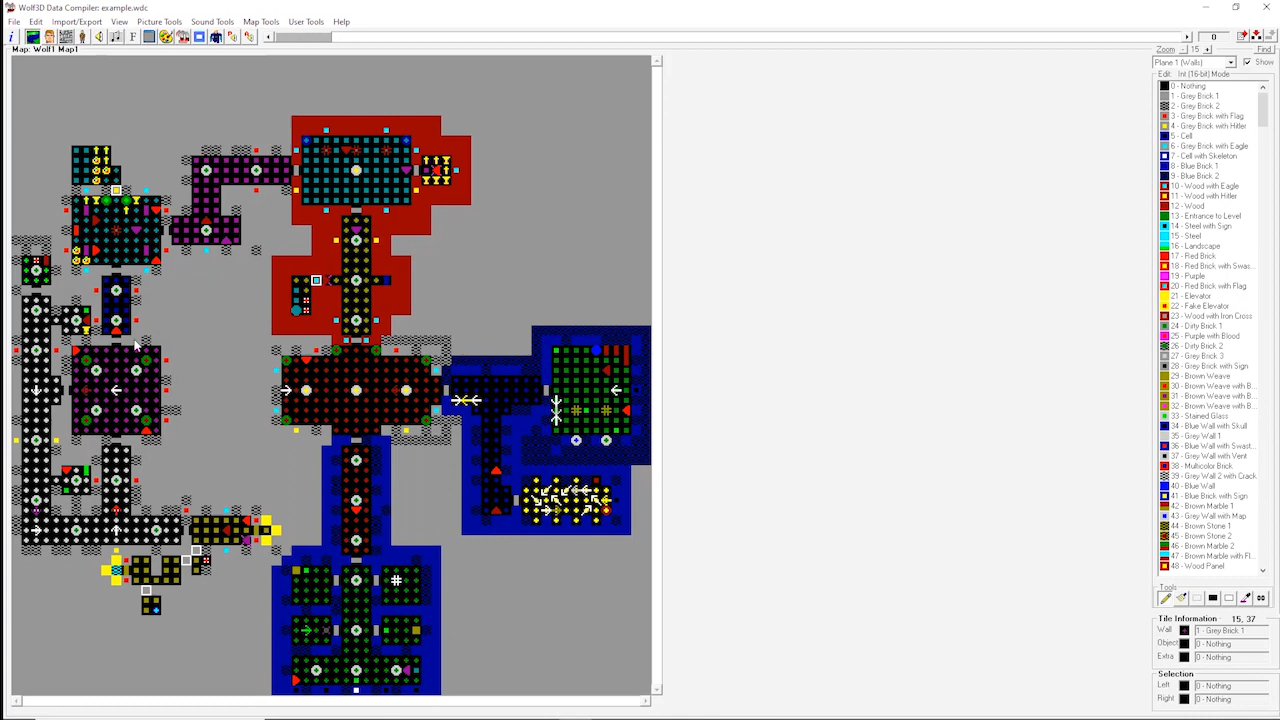 Wolf3D Data Compiler: example.wdc
File Edit Import/Export View Picture Tools Sound Tools Map Tools User Tools Help
i F 0
Map: Wolf1 Map1
Zoom - 15 + Find
Plane 1 (Walls) Show
Edit: Int (16-bit) Mode
0 - Nothing
1 - Grey Brick 1
2 - Grey Brick 2
3 - Grey Brick with Flag
4 - Grey Brick with Hitler
5 - Cell
6 - Grey Brick with Eagle
7 - Cell with Skeleton
8 - Blue Brick 1
9 - Blue Brick 2
10 - Wood with Eagle
11 - Wood with Hitler
12 - Wood
13 - Entrance to Level
14 - Steel with Sign
15 - Steel
16 - Landscape
17 - Red Brick
18 - Red Brick with Swas...
19 - Purple
20 - Red Brick with Flag
21 - Elevator
22 - Fake Elevator
23 - Wood with Iron Cross
24 - Dirty Brick 1
25 - Purple with Blood
26 - Dirty Brick 2
27 - Grey Brick 3
28 - Grey Brick with Sign
29 - Brown Weave
30 - Brown Weave with B...
31 - Brown Weave with B...
32 - Brown Weave with B...
33 - Stained Glass
34 - Blue Wall with Skull
35 - Grey Wall 1
36 - Blue Wall with Swast...
37 - Grey Wall with Vent
38 - Multicolor Brick
39 - Grey Wall 2 with Crack
40 - Blue Wall
41 - Blue Brick with Sign
42 - Brown Marble 1
43 - Grey Wall with Map
44 - Brown Stone 1
45 - Brown Stone 2
46 - Brown Marble 2
47 - Brown Marble with Fl...
48 - Wood Panel
Tools
Tile Information 15, 37
Wall 1 - Grey Brick 1
Object 0 - Nothing
Extra 0 - Nothing
Selection
Left 0 - Nothing
Right 0 - Nothing